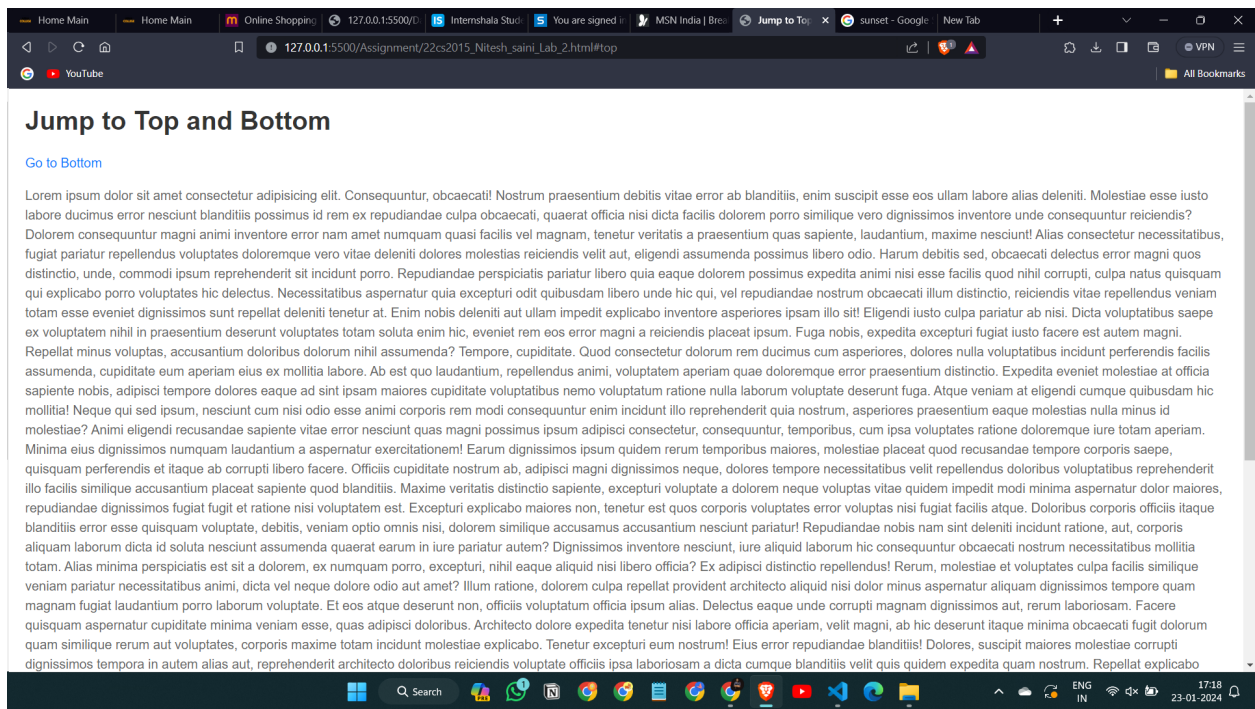 Home Main
Home Main
Online Shopping
127.0.0.1:5500/D
Internshala Stude
You are signed in
MSN India | Brea
Jump to Top
sunset - Google
New Tab
127.0.0.1:5500/Assignment/22cs2015_Nitesh_saini_Lab_2.html#top
VPN
YouTube
All Bookmarks
Jump to Top and Bottom
Go to Bottom
Lorem ipsum dolor sit amet consectetur adipisicing elit. Consequuntur, obcaecati! Nostrum praesentium debitis vitae error ab blanditiis, enim suscipit esse eos ullam labore alias deleniti. Molestiae esse iusto
labore ducimus error nesciunt blanditiis possimus id rem ex repudiandae culpa obcaecati, quaerat officia nisi dicta facilis dolorem porro similique vero dignissimos inventore unde consequuntur reiciendis?
Dolorem consequuntur magni animi inventore error nam amet numquam quasi facilis vel magnam, tenetur veritatis a praesentium quas sapiente, laudantium, maxime nesciunt! Alias consectetur necessitatibus,
fugiat pariatur repellendus voluptates doloremque vero vitae deleniti dolores molestias reiciendis velit aut, eligendi assumenda possimus libero odio. Harum debitis sed, obcaecati delectus error magni quos
distinctio, unde, commodi ipsum reprehenderit sit incidunt porro. Repudiandae perspiciatis pariatur libero quia eaque dolorem possimus expedita animi nisi esse facilis quod nihil corrupti, culpa natus quisquam
qui explicabo porro voluptates hic delectus. Necessitatibus aspernatur quia excepturi odit quibusdam libero unde hic qui, vel repudiandae nostrum obcaecati illum distinctio, reiciendis vitae repellendus veniam
totam esse eveniet dignissimos sunt repellat deleniti tenetur at. Enim nobis deleniti aut ullam impedit explicabo inventore asperiores ipsam illo sit! Eligendi iusto culpa pariatur ab nisi. Dicta voluptatibus saepe
ex voluptatem nihil in praesentium deserunt voluptates totam soluta enim hic, eveniet rem eos error magni a reiciendis placeat ipsum. Fuga nobis, expedita excepturi fugiat iusto facere est autem magni.
Repellat minus voluptas, accusantium doloribus dolorum nihil assumenda? Tempore, cupiditate. Quod consectetur dolorum rem ducimus cum asperiores, dolores nulla voluptatibus incidunt perferendis facilis
assumenda, cupiditate eum aperiam eius ex mollitia labore. Ab est quo laudantium, repellendus animi, voluptatem aperiam quae doloremque error praesentium distinctio. Expedita eveniet molestiae at officia
sapiente nobis, adipisci tempore dolores eaque ad sint ipsam maiores cupiditate voluptatibus nemo voluptatum ratione nulla laborum voluptate deserunt fuga. Atque veniam at eligendi cumque quibusdam hic
mollitia! Neque qui sed ipsum, nesciunt cum nisi odio esse animi corporis rem modi consequuntur enim incidunt illo reprehenderit quia nostrum, asperiores praesentium eaque molestias nulla minus id
molestiae? Animi eligendi recusandae sapiente vitae error nesciunt quas magni possimus ipsum adipisci consectetur, consequuntur, temporibus, cum ipsa voluptates ratione doloremque iure totam aperiam.
Minima eius dignissimos numquam laudantium a aspernatur exercitationem! Earum dignissimos ipsum quidem rerum temporibus maiores, molestiae placeat quod recusandae tempore corporis saepe,
quisquam perferendis et itaque ab corrupti libero facere. Officiis cupiditate nostrum ab, adipisci magni dignissimos neque, dolores tempore necessitatibus velit repellendus doloribus voluptatibus reprehenderit
illo facilis similique accusantium placeat sapiente quod blanditiis. Maxime veritatis distinctio sapiente, excepturi voluptate a dolorem neque voluptas vitae quidem impedit modi minima aspernatur dolor maiores,
repudiandae dignissimos fugiat fugit et ratione nisi voluptatem est. Excepturi explicabo maiores non, tenetur est quos corporis voluptates error voluptas nisi fugiat facilis atque. Doloribus corporis officiis itaque
blanditiis error esse quisquam voluptate, debitis, veniam optio omnis nisi, dolorem similique accusamus accusantium nesciunt pariatur! Repudiandae nobis nam sint deleniti incidunt ratione, aut, corporis
aliquam laborum dicta id soluta nesciunt assumenda quaerat earum in iure pariatur autem? Dignissimos inventore nesciunt, iure aliquid laborum hic consequuntur obcaecati nostrum necessitatibus mollitia
totam. Alias minima perspiciatis est sit a dolorem, ex numquam porro, excepturi, nihil eaque aliquid nisi libero officia? Ex adipisci distinctio repellendus! Rerum, molestiae et voluptates culpa facilis similique
veniam pariatur necessitatibus animi, dicta vel neque dolore odio aut amet? Illum ratione, dolorem culpa repellat provident architecto aliquid nisi dolor minus aspernatur aliquam dignissimos tempore quam
magnam fugiat laudantium porro laborum voluptate. Et eos atque deserunt non, officiis voluptatum officia ipsum alias. Delectus eaque unde corrupti magnam dignissimos aut, rerum laboriosam. Facere
quisquam aspernatur cupiditate minima veniam esse, quas adipisci doloribus. Architecto dolore expedita tenetur nisi labore officia aperiam, velit magni, ab hic deserunt itaque minima obcaecati fugit dolorum
quam similique rerum aut voluptates, corporis maxime totam incidunt molestiae explicabo. Tenetur excepturi eum nostrum! Eius error repudiandae blanditiis! Dolores, suscipit maiores molestiae corrupti
dignissimos tempora in autem alias aut, reprehenderit architecto doloribus reiciendis voluptate officiis ipsa laboriosam a dicta cumque blanditiis velit quis quidem expedita quam nostrum. Repellat explicabo
Search
ENG
IN
17:18
23-01-2024